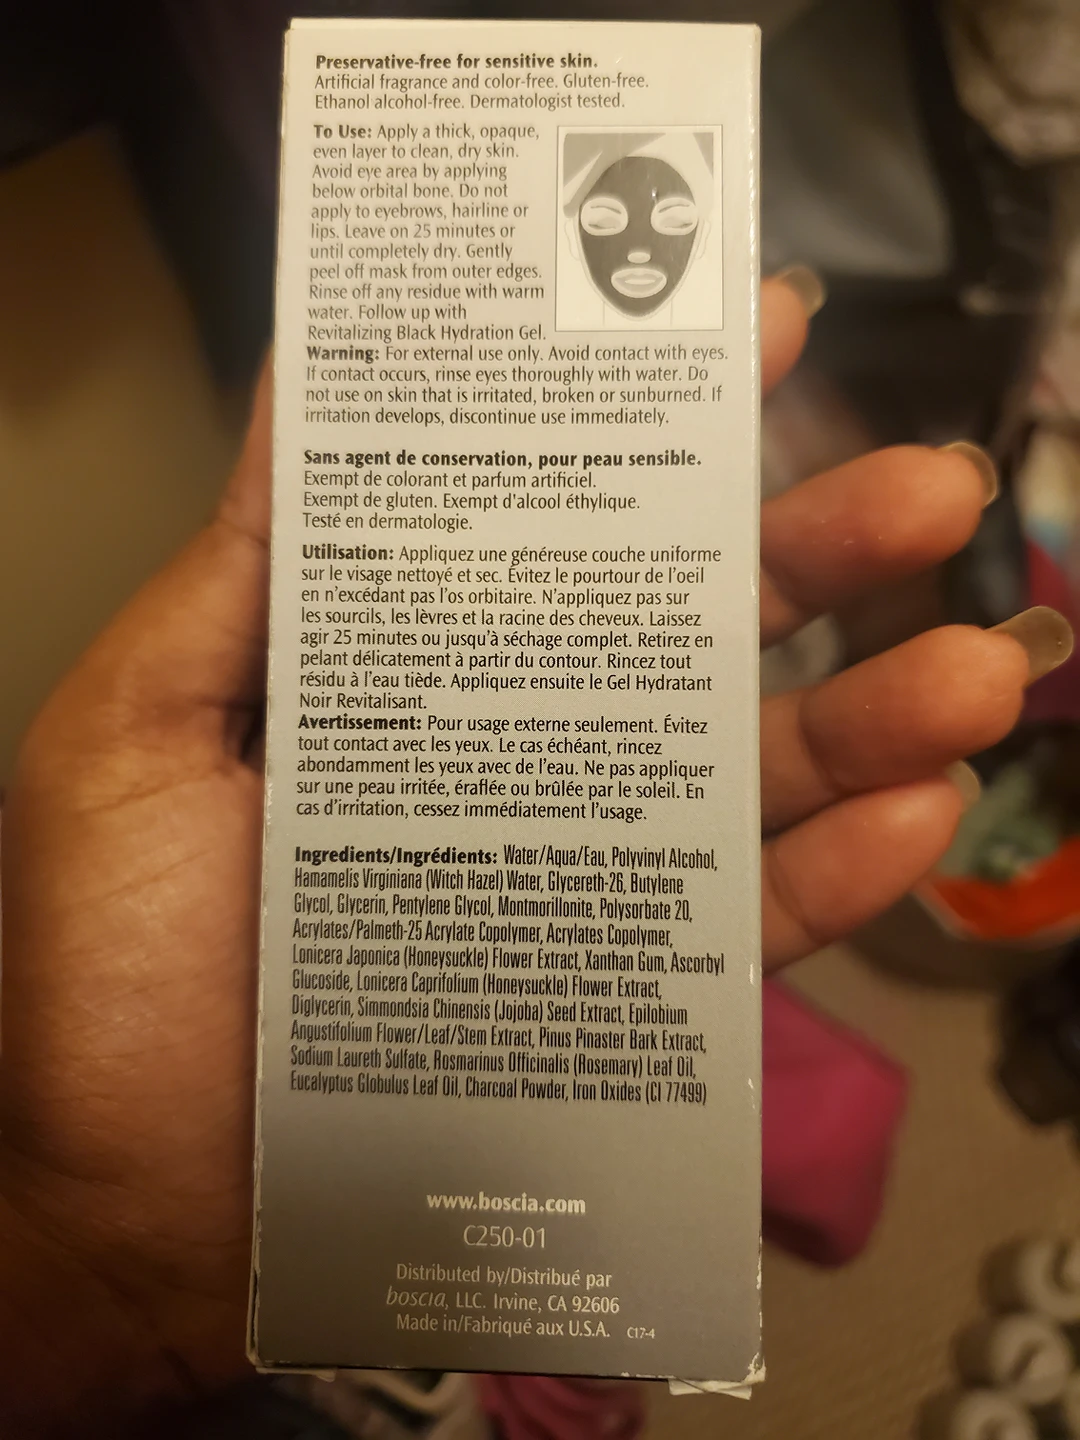 Preservative-free for sensitive skin.
Artificial fragrance and color-free. Gluten-free.
Ethanol alcohol-free. Dermatologist tested.
To Use: Apply a thick, opaque,
even layer to clean, dry skin.
Avoid eye area by applying
below orbital bone. Do not
apply to eyebrows, hairline or
lips. Leave on 25 minutes or
until completely dry. Gently
peel off mask from outer edges.
Rinse off any residue with warm
water. Follow up with
Revitalizing Black Hydration Gel.
Warning: For external use only. Avoid contact with eyes.
If contact occurs, rinse eyes thoroughly with water. Do
not use on skin that is irritated, broken or sunburned. If
irritation develops, discontinue use immediately.
Sans agent de conservation, pour peau sensible.
Exempt de colorant et parfum artificiel.
Exempt de gluten. Exempt d'alcool éthylique.
Testé en dermatologie.
Utilisation: Appliquez une généreuse couche uniforme
sur le visage nettoyé et sec. Évitez le pourtour de l'oeil
en n'excédant pas l'os orbitaire. N'appliquez pas sur
les sourcils, les lèvres et la racine des cheveux. Laissez
agir 25 minutes ou jusqu'à séchage complet. Retirez en
pelant délicatement à partir du contour. Rincez tout
résidu à l'eau tiède. Appliquez ensuite le Gel Hydratant
Noir Revitalisant.
Avertissement: Pour usage externe seulement. Évitez
tout contact avec les yeux. Le cas échéant, rincez
abondamment les yeux avec de l'eau. Ne pas appliquer
sur une peau irritée, éraflée ou brûlée par le soleil. En
cas d'irritation, cessez immédiatement l'usage.
Ingredients/Ingrédients: Water/Aqua/Eau, Polyvinyl Alcohol,
Hamamelis Virginiana (Witch Hazel) Water, Glycereth-26, Butylene
Glycol, Glycerin, Pentylene Glycol, Montmorillonite, Polysorbate 20,
Acrylates/Palmeth-25 Acrylate Copolymer, Acrylates Copolymer,
Lonicera Japonica (Honeysuckle) Flower Extract, Xanthan Gum, Ascorbyl
Glucoside, Lonicera Caprifolium (Honeysuckle) Flower Extract,
Diglycerin, Simmondsia Chinensis (Jojoba) Seed Extract, Epilobium
Angustifolium Flower/Leaf/Stem Extract, Pinus Pinaster Bark Extract,
Sodium Laureth Sulfate, Rosmarinus Officinalis (Rosemary) Leaf Oil,
Eucalyptus Globulus Leaf Oil, Charcoal Powder, Iron Oxides (CI 77499)
www.boscia.com
C250-01
Distributed by/Distribué par
boscia, LLC. Irvine, CA 92606
Made in/Fabriqué aux U.S.A. C17-4